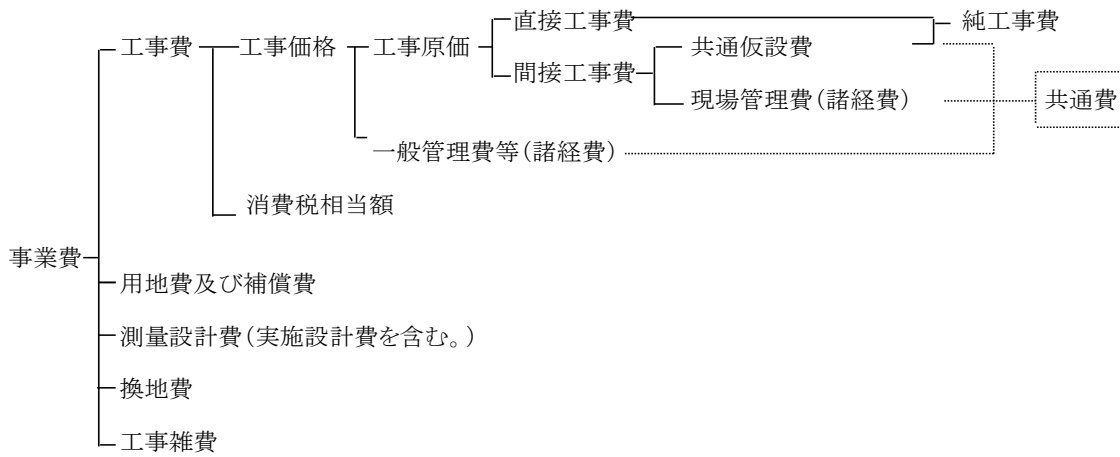 直接工事費 純工事費
工事費 工事価格 工事原価 共通仮設費
間接工事費
現場管理費(諸経費) 共通費
一般管理費等(諸経費)
消費税相当額
事業費
用地費及び補償費
測量設計費(実施設計費を含む。)
換地費
工事雑費